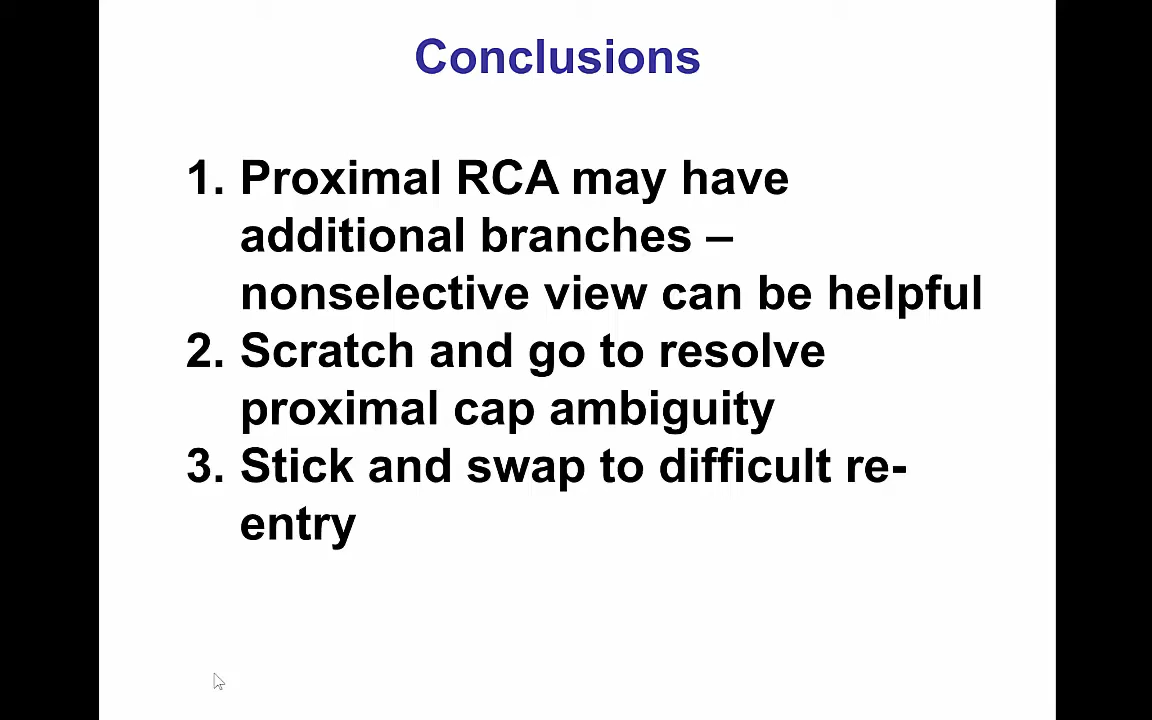 Conclusions
1. Proximal RCA may have
additional branches –
nonselective view can be helpful
2. Scratch and go to resolve
proximal cap ambiguity
3. Stick and swap to difficult re-
entry